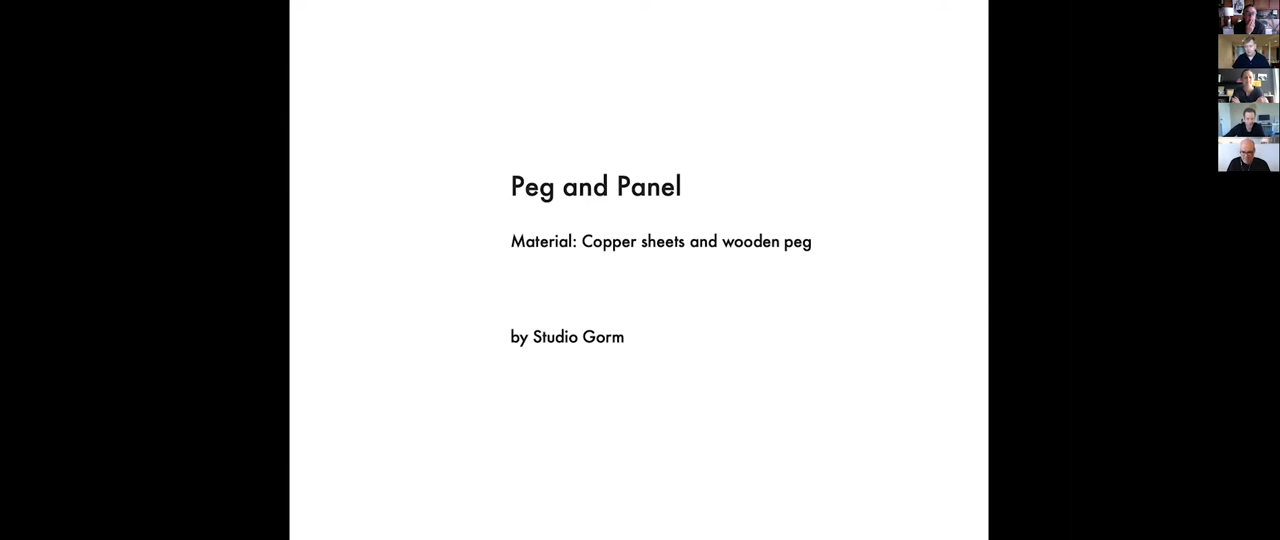 Peg and Panel
Material: Copper sheets and wooden peg
by Studio Gorm